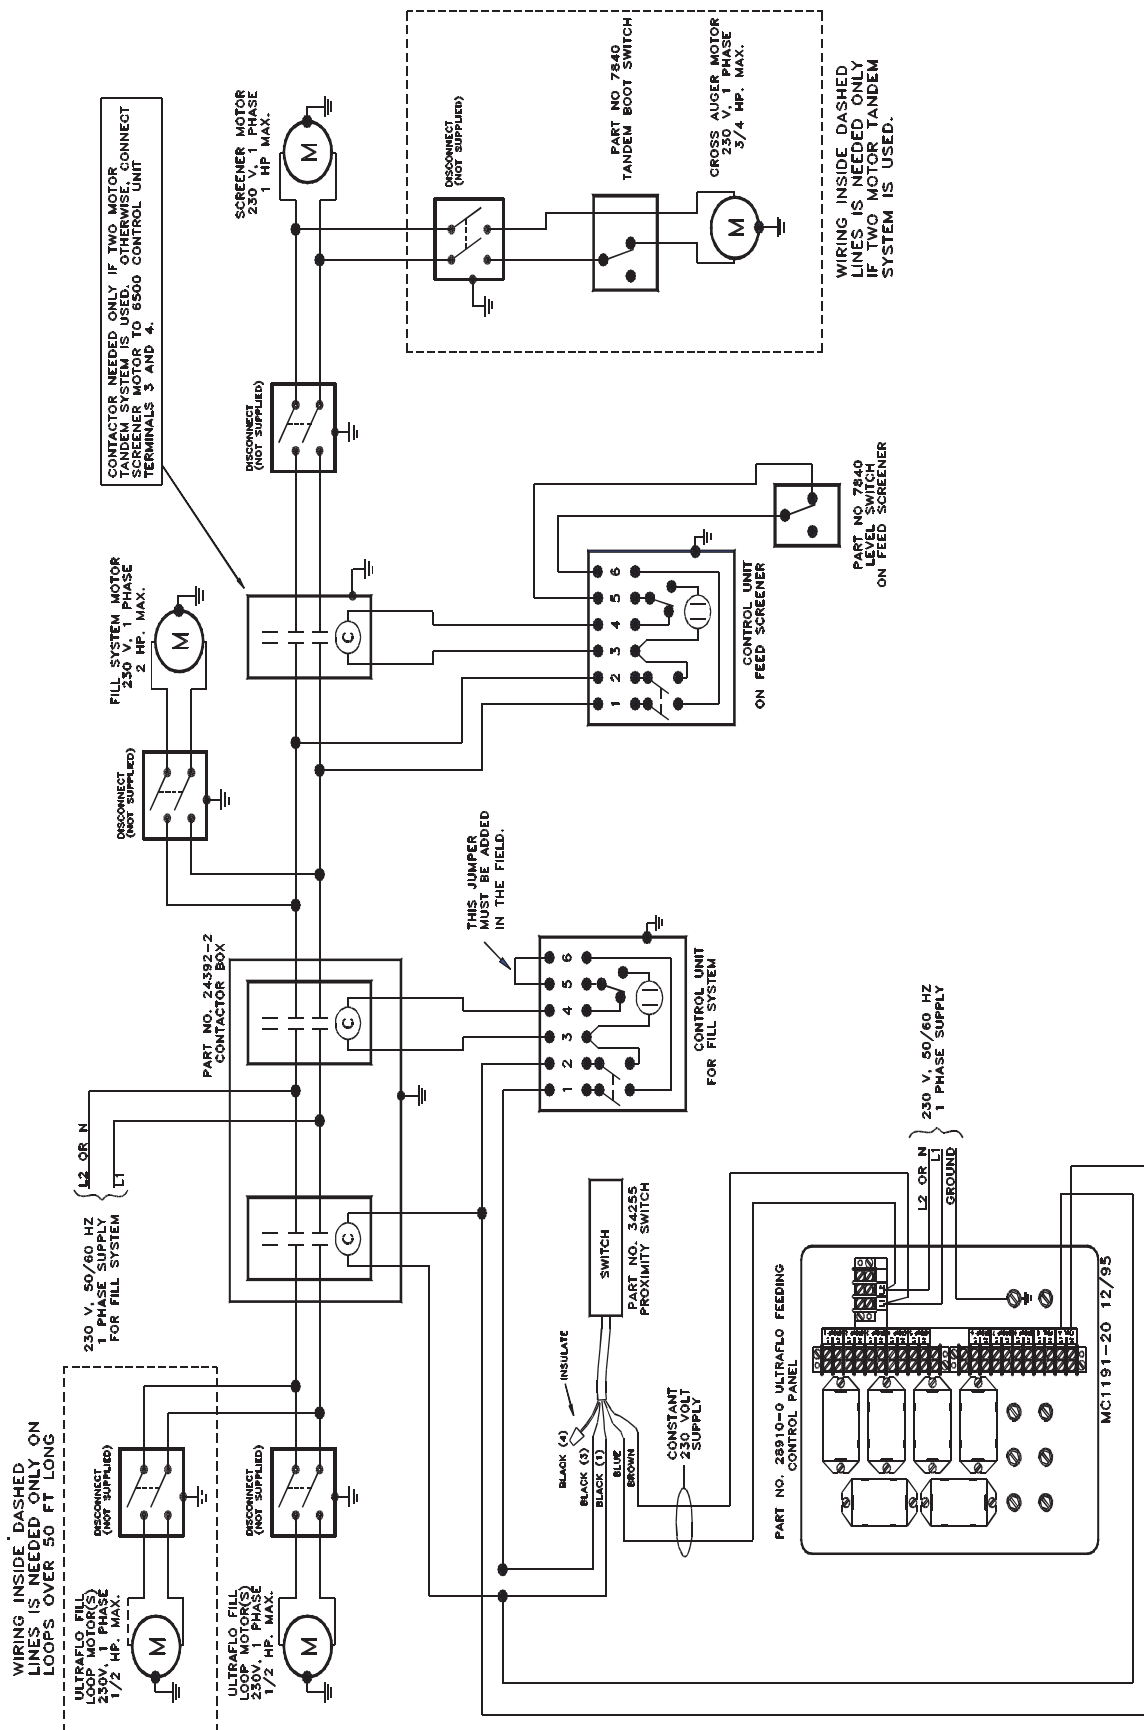 WIRING INSIDE DASHED
LINES IS NEEDED ONLY ON
LOOPS OVER 50 FT LONG
ULTRAFLO FILL
LOOP MOTOR(S)
230V, 1 PHASE
1/2 HP. MAX.
M
DISCONNECT
(NOT SUPPLIED)
ULTRAFLO FILL
LOOP MOTOR(S)
230V, 1 PHASE
1/2 HP. MAX.
M
DISCONNECT
(NOT SUPPLIED)
230 V, 50/60 HZ
1 PHASE SUPPLY
FOR FILL SYSTEM
L2 OR N
L1
PART NO. 24392-2
CONTACTOR BOX
C
C
DISCONNECT
(NOT SUPPLIED)
FILL SYSTEM MOTOR
230 V, 1 PHASE
2 HP. MAX.
M
CONTACTOR NEEDED ONLY IF TWO MOTOR
TANDEM SYSTEM IS USED. OTHERWISE, CONNECT
SCREENER MOTOR TO 6500 CONTROL UNIT
TERMINALS 3 AND 4.
C
DISCONNECT
(NOT SUPPLIED)
SCREENER MOTOR
230 V, 1 PHASE
1 HP MAX.
M
DISCONNECT
(NOT SUPPLIED)
PART NO 7840
TANDEM BOOT SWITCH
CROSS AUGER MOTOR
230 V, 1 PHASE
3/4 HP. MAX.
M
WIRING INSIDE DASHED
LINES IS NEEDED ONLY
IF TWO MOTOR TANDEM
SYSTEM IS USED.
THIS JUMPER
MUST BE ADDED
IN THE FIELD.
1 2 3 4 5 6
CONTROL UNIT
FOR FILL SYSTEM
1 2 3 4 5 6
CONTROL UNIT
ON FEED SCREENER
PART NO 7840
LEVEL SWITCH
ON FEED SCREENER
BLACK (4)
INSULATE
BLACK (3)
BLACK (1)
BLUE
BROWN
SWITCH
PART NO. 34255
PROXIMITY SWITCH
CONSTANT
230 VOLT
SUPPLY
PART NO. 28910-0 ULTRAFLO FEEDING
CONTROL PANEL
L2 OR N
L1
GROUND
230 V, 50/60 HZ
1 PHASE SUPPLY
MC1191-20 12/95